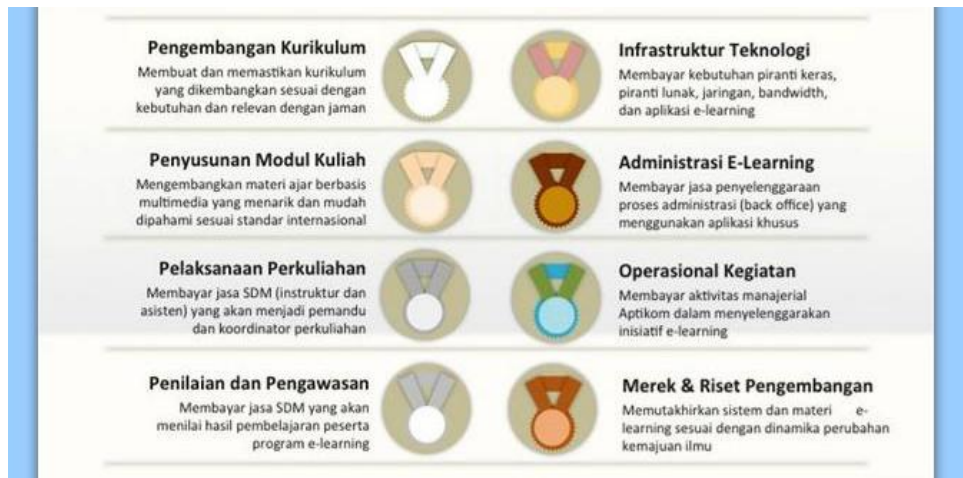 Pengembangan Kurikulum
Membuat dan memastikan kurikulum
yang dikembangkan sesuai dengan
kebutuhan dan relevan dengan jaman
Infrastruktur Teknologi
Membayar kebutuhan piranti keras,
piranti lunak, jaringan, bandwidth,
dan aplikasi e-learning
Penyusunan Modul Kuliah
Mengembangkan materi ajar berbasis
multimedia yang menarik dan mudah
dipahami sesuai standar internasional
Administrasi E-Learning
Membayar jasa penyelenggaraan
proses administrasi (back office) yang
menggunakan aplikasi khusus
Pelaksanaan Perkuliahan
Membayar jasa SDM (instruktur dan
asisten) yang akan menjadi pemandu
dan koordinator perkuliahan
Operasional Kegiatan
Membayar aktivitas manajerial
Aptikom dalam menyelenggarakan
inisiatif e-learning
Penilaian dan Pengawasan
Membayar jasa SDM yang akan
menilai hasil pembelajaran peserta
program e-learning
Merek & Riset Pengembangan
Memutakhirkan sistem dan materi e-
learning sesuai dengan dinamika perubahan
kemajuan ilmu